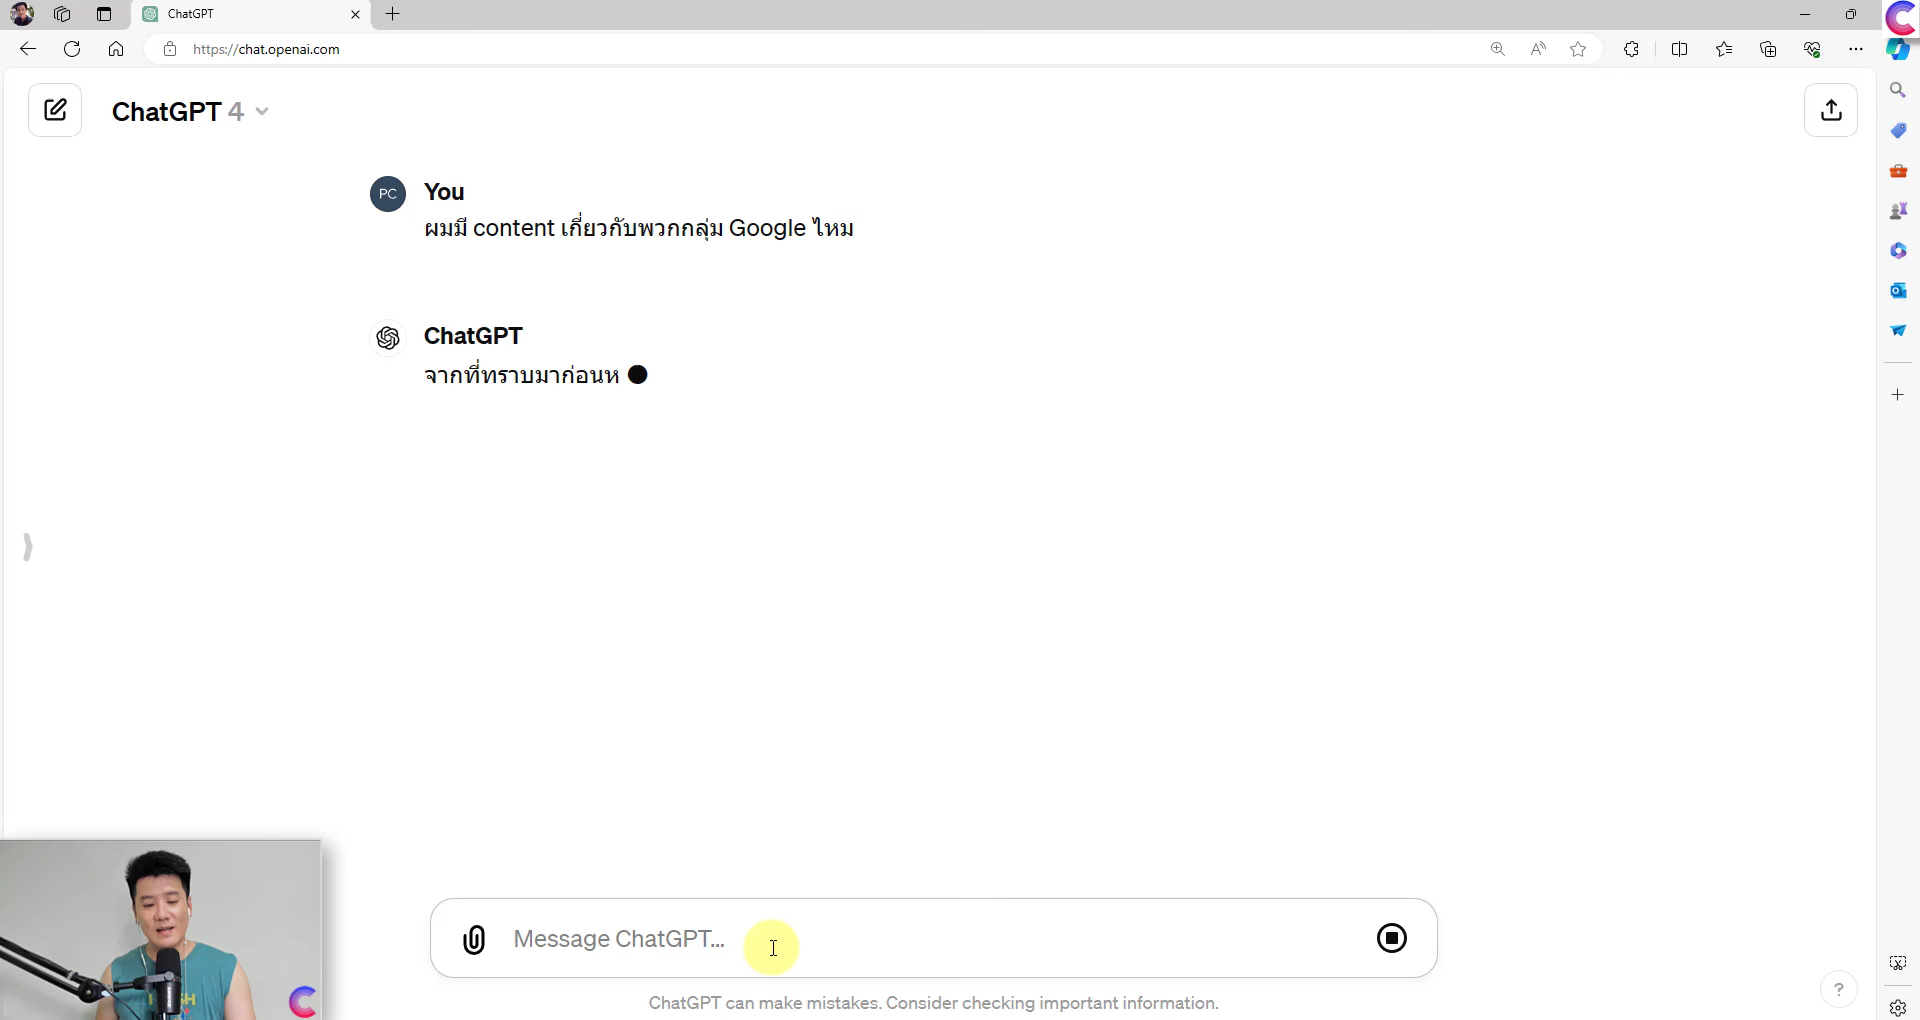 ChatGPT
https://chat.openai.com
ChatGPT 4
PC
You
ผมมี content เกี่ยวกับพวกกลุ่ม Google ไหม
ChatGPT
จากที่ทราบมาก่อนห
Message ChatGPT...
ChatGPT can make mistakes. Consider checking important information.
?